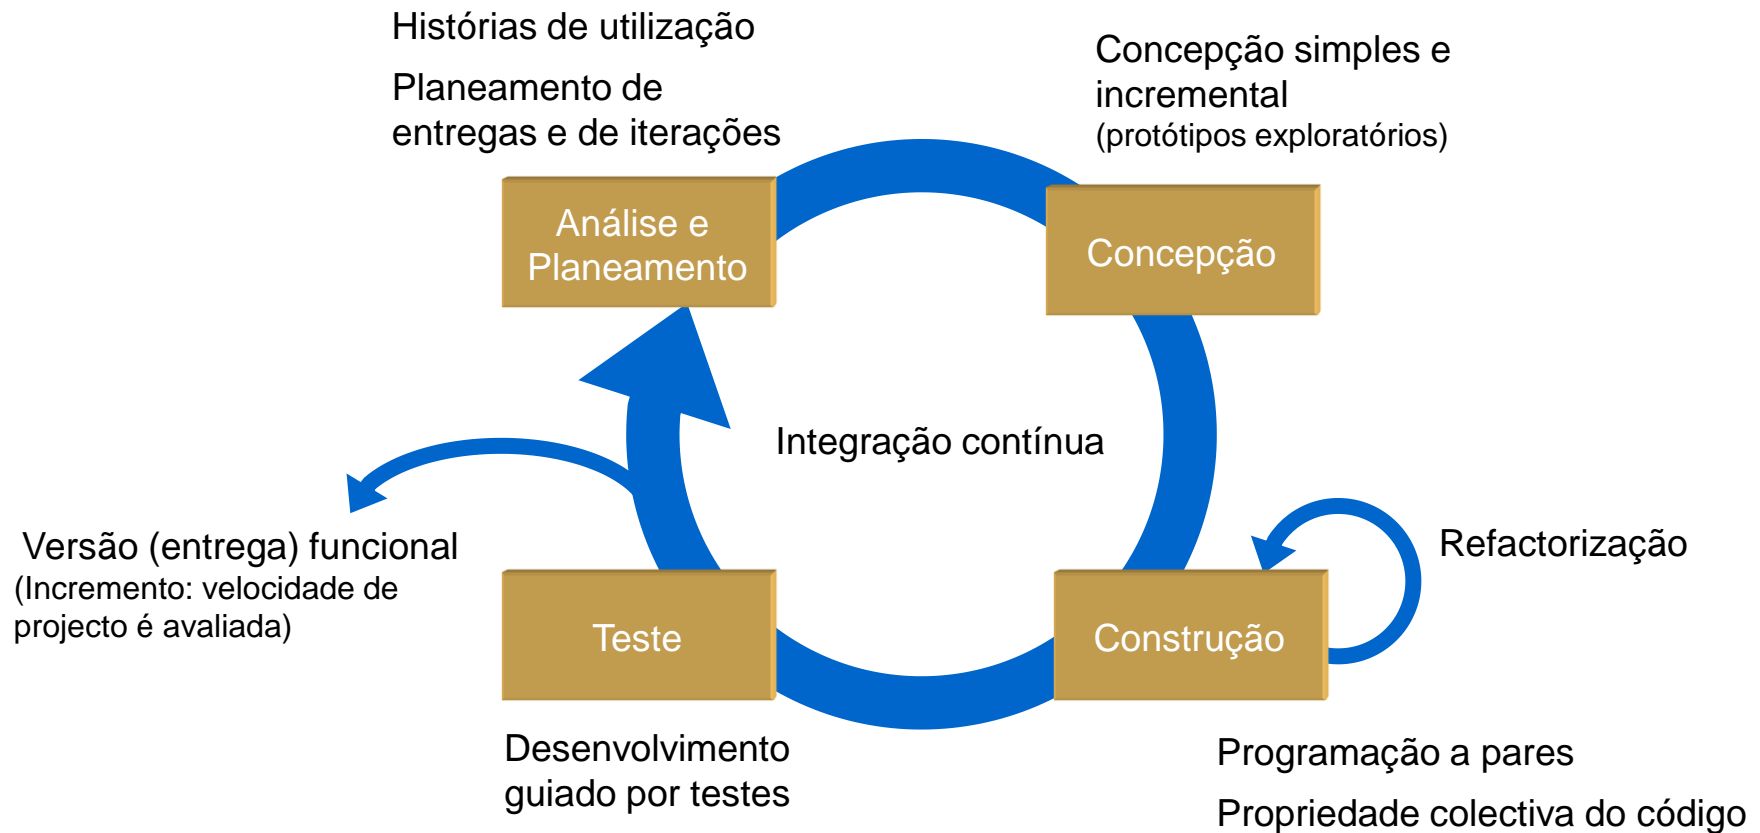 Histórias de utilização
Planeamento de
entregas e de iterações
Concepção simples e
incremental
(protótipos exploratórios)
Análise e
Planeamento
Concepção
Integração contínua
Versão (entrega) funcional
(Incremento: velocidade de
projecto é avaliada)
Refactorização
Teste
Construção
Desenvolvimento
guiado por testes
Programação a pares
Propriedade colectiva do código